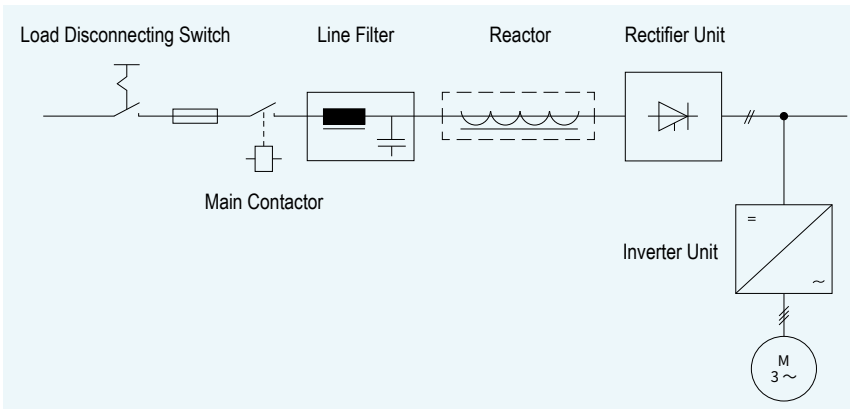 Load Disconnecting Switch
Line Filter
Reactor
Rectifier Unit
Main Contactor
Inverter Unit
=
~
M
3 ~